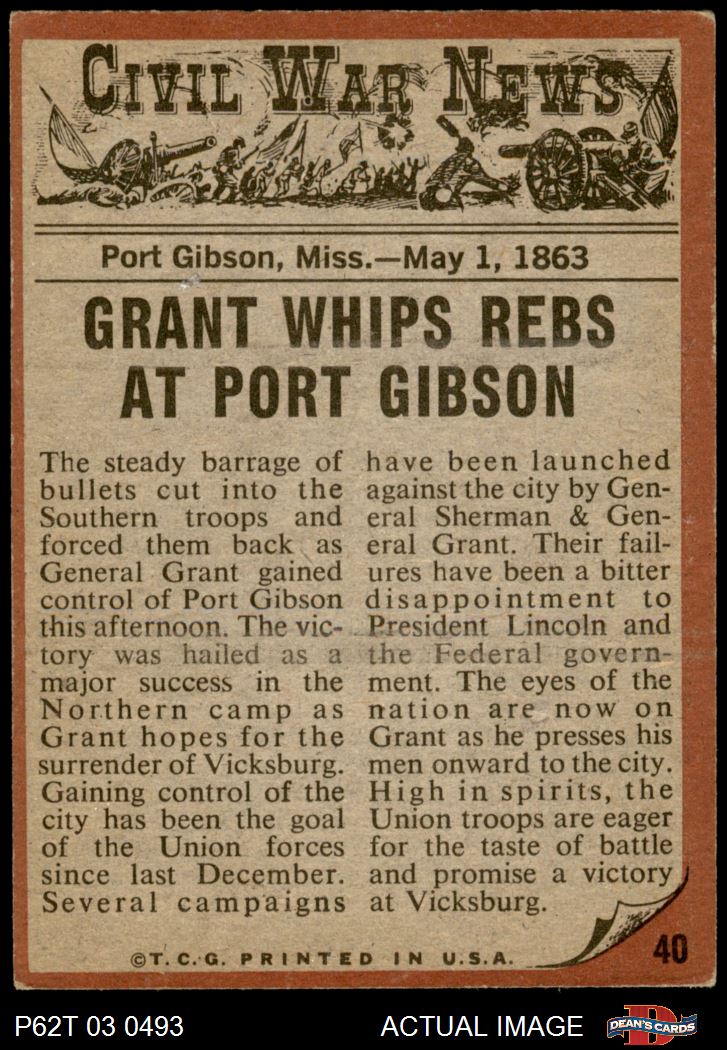 CIVIL WAR NEWS
Port Gibson, Miss.—May 1, 1863
GRANT WHIPS REBS
AT PORT GIBSON
The steady barrage of
bullets cut into the
Southern troops and
forced them back as
General Grant gained
control of Port Gibson
this afternoon. The vic-
tory was hailed as a
major success in the
Northern camp as
Grant hopes for the
surrender of Vicksburg.
Gaining control of the
city has been the goal
of the Union forces
since last December.
Several campaigns
have been launched
against the city by Gen-
eral Sherman & Gen-
eral Grant. Their fail-
ures have been a bitter
disappointment to
President Lincoln and
the Federal govern-
ment. The eyes of the
nation are now on
Grant as he presses his
men onward to the city.
High in spirits, the
Union troops are eager
for the taste of battle
and promise a victory
at Vicksburg.
©T.C.G. PRINTED IN U.S.A.
40
P62T 03 0493
ACTUAL IMAGE
D
DEAN'S CARDS